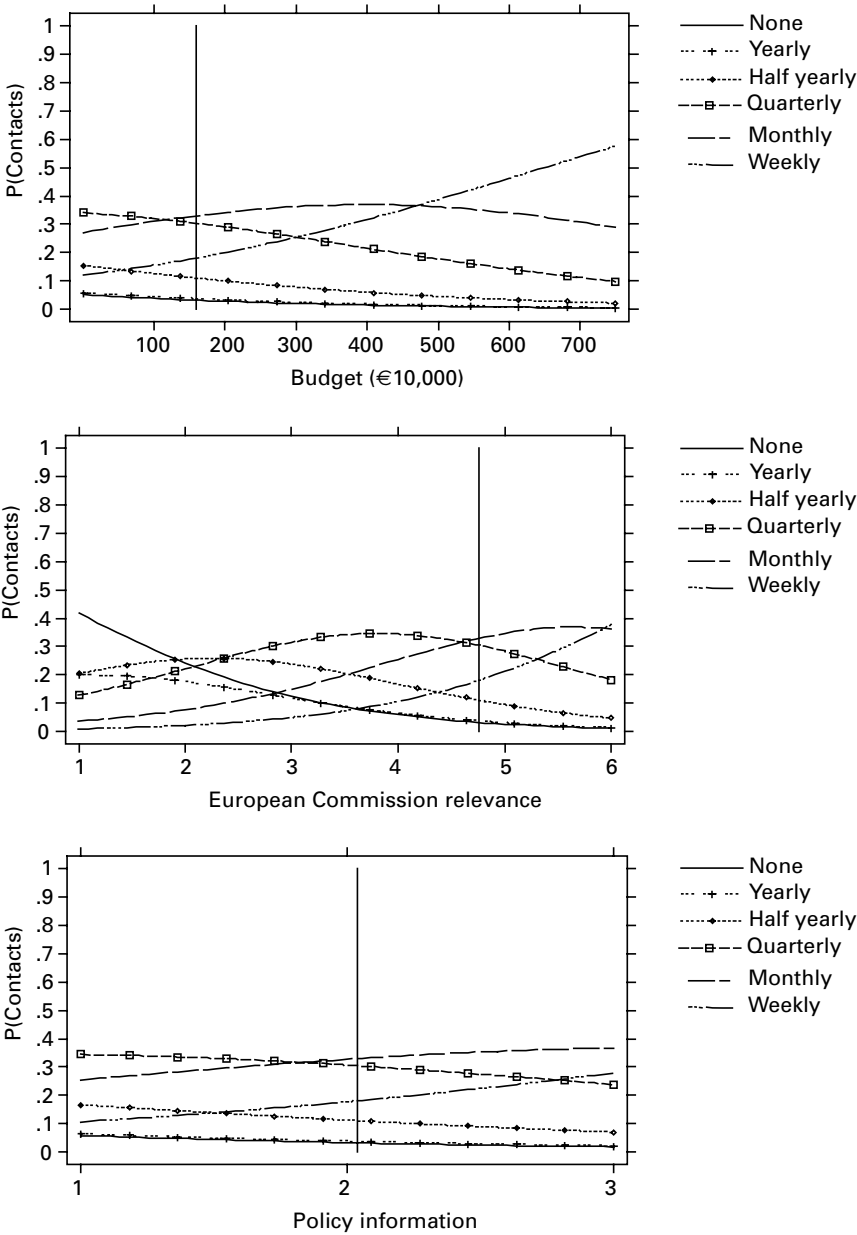 1
.9
.8
.7
.6
.5
.4
.3
.2
.1
0
P(Contacts)
100 200 300 400 500 600 700
Budget (€10,000)
None
Yearly
Half yearly
Quarterly
Monthly
Weekly
1
.9
.8
.7
.6
.5
.4
.3
.2
.1
0
P(Contacts)
1 2 3 4 5 6
European Commission relevance
None
Yearly
Half yearly
Quarterly
Monthly
Weekly
1
.9
.8
.7
.6
.5
.4
.3
.2
.1
0
P(Contacts)
1 2 3
Policy information
None
Yearly
Half yearly
Quarterly
Monthly
Weekly